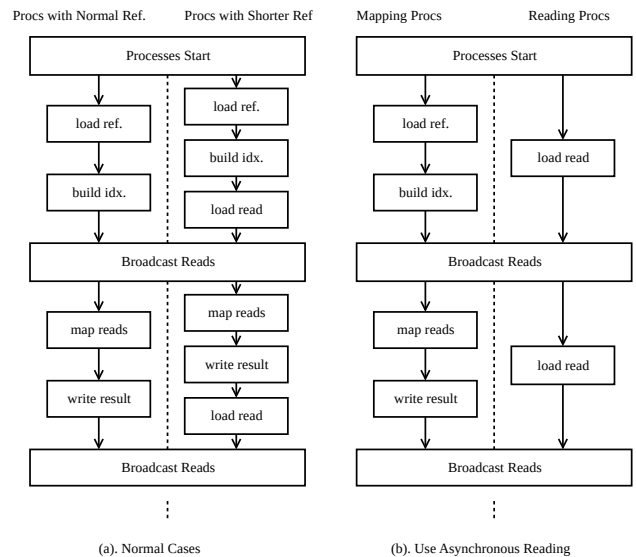 Procs with Normal Ref.
Procs with Shorter Ref
Processes Start
load ref.
load ref.
build idx.
build idx.
load read
Broadcast Reads
map reads
map reads
write result
write result
load read
Broadcast Reads
(a). Normal Cases
Mapping Procs
Reading Procs
Processes Start
load ref.
load read
build idx.
Broadcast Reads
map reads
load read
write result
Broadcast Reads
(b). Use Asynchronous Reading